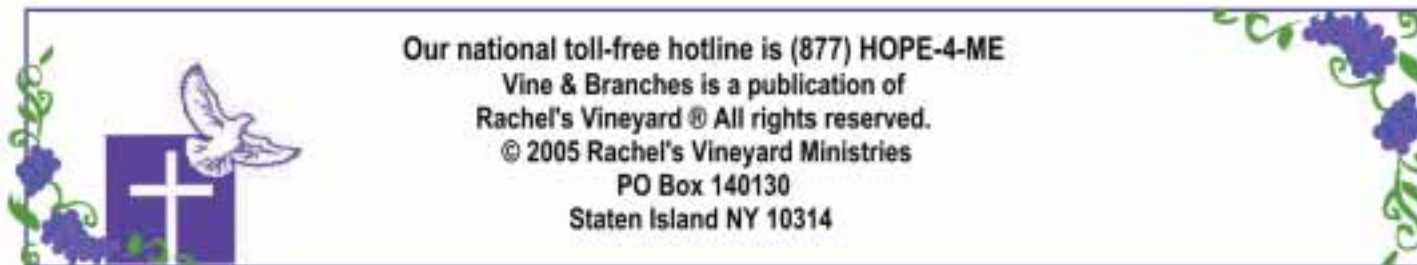 Our national toll-free hotline is (877) HOPE-4-ME
Vine & Branches is a publication of
Rachel's Vineyard ® All rights reserved.
© 2005 Rachel's Vineyard Ministries
PO Box 140130
Staten Island NY 10314